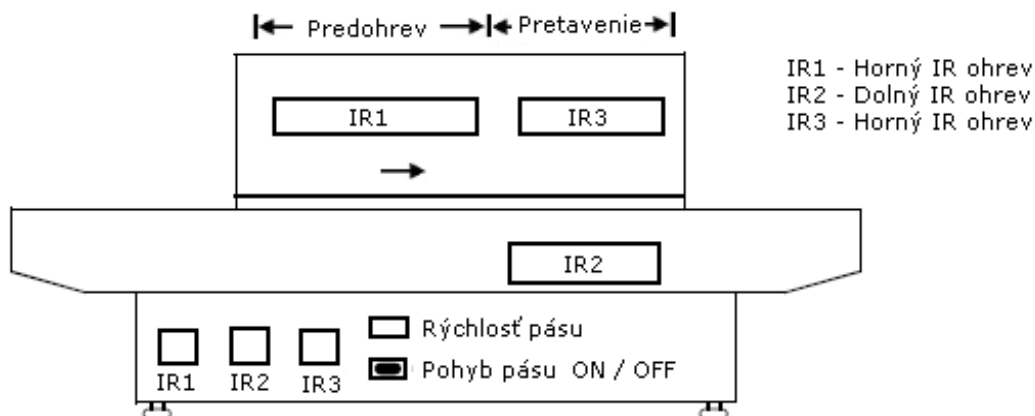 Predohrev
Pretavenie
IR1 - Horný IR ohrev
IR2 - Dolný IR ohrev
IR3 - Horný IR ohrev
IR1
IR3
IR2
Rýchlosť pásu
Pohyb pásu ON / OFF
IR1
IR2
IR3